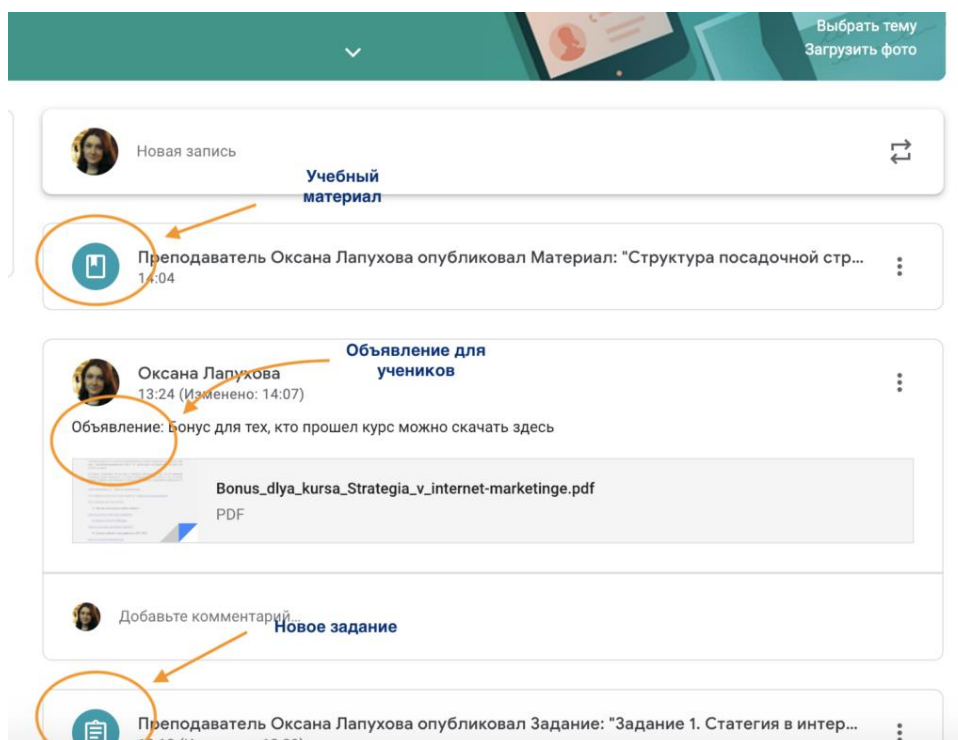 Выбрать тему
Загрузить фото
Новая запись
Учебный
материал
Преподаватель Оксана Лапухова опубликовал Материал: "Структура посадочной стр...
14:04
Объявление для
учеников
Оксана Лапухова
13:24 (Изменено: 14:07)
Объявление: Бонус для тех, кто прошел курс можно скачать здесь
Bonus_dlya_kursa_Strategia_v_internet-marketinge.pdf
PDF
Добавьте комментарий...
Новое задание
Преподаватель Оксана Лапухова опубликовал Задание: "Задание 1. Статегия в интер...